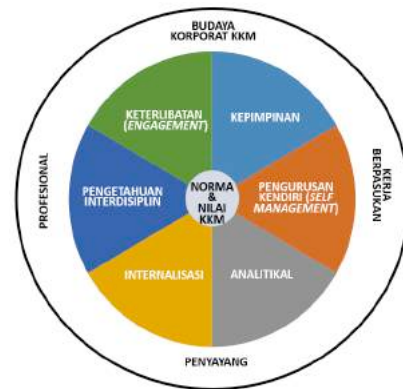 BUDAYA
KORPORAT KKM
KETERLIBATAN
(ENGAGEMENT)
KEPIMPINAN
PROFESIONAL
PENGETAHUAN
INTERDISIPLIN
NORMA
&
NILAI
KKM
PENGURUSAN
KENDIRI (SELF
MANAGEMENT)
KERJA
BERPASUKAN
INTERNALISASI
ANALITIKAL
PENYAYANG